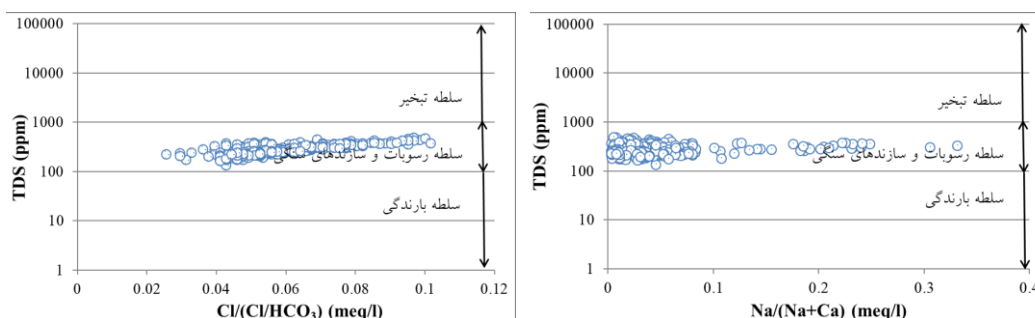 100000
10000
1000
100
10
1
TDS (ppm)
سلطه تبخیر
سلطه رسوبات و سازندهای سنگی
سلطه بارندگی
0
0.02
0.04
0.06
0.08
0.1
0.12
Cl/(Cl/HCO₃) (meq/l)
100000
10000
1000
100
10
1
TDS (ppm)
سلطه تبخیر
سلطه رسوبات و سازندهای سنگی
سلطه بارندگی
0
0.1
0.2
0.3
0.4
Na/(Na+Ca) (meq/l)